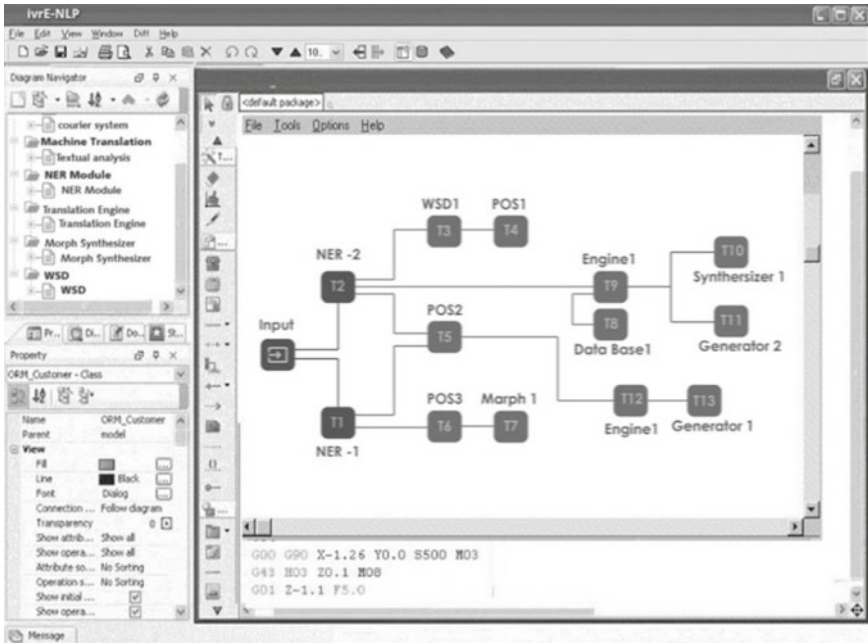 ivrE-NLP
File Edit View Window Diff Help
10..
Diagram Navigator
courler system
Machine Translation
Textual analysis
NER Module
NER Module
Translation Engine
Translation Engine
Morph Synthesizer
Morph Synthesizer
WSD
WSD
Pr... Di... Do... St...
Property
ORM_Customer - Class
Name ORM_Customer
Parent model
View
Fill
Line Black
Font Dialog
Connection ... Follow diagram
Transparency 0
Show attrib... Show all
Show opera... Show all
Attribute so... No Sorting
Operation s... No Sorting
Show initial ...
Show opera...
Message
<default package>
File Tools Options Help
WSD1 POS1
T3 T4
NER -2
T2
Engine1
T9
T10
Synthersizer 1
Input
POS2
T5
T8
Data Base1
T11
Generator 2
T1
NER -1
POS3 Marph 1
T6 T7
T12 T13
Engine1 Generator 1
G00 G90 X-1.26 Y0.0 S500 M03
G43 H03 Z0.1 M08
G01 Z-1.1 F5.0